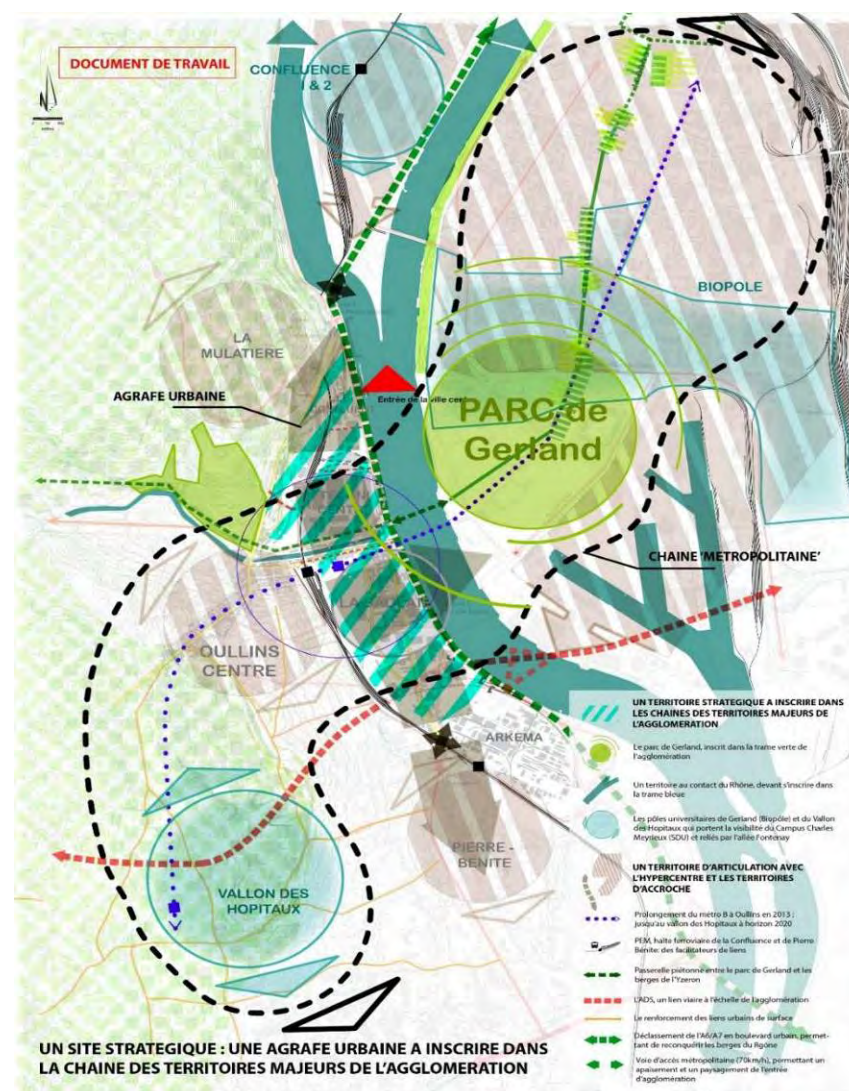 DOCUMENT DE TRAVAIL
CONFLUENCE
1 & 2
N
BIOPOLE
LA
MULATIERE
AGRAFE URBAINE
Entrée de la ville
PARC de
Gerland
CHAINE 'METROPOLITAINE'
OULLINS
CENTRE
ARKEMA
PIERRE -
BENITE
VALLON DES
HOPITAUX
UN TERRITOIRE STRATEGIQUE A INSCRIRE DANS
LES CHAINES DES TERRITOIRES MAJEURS DE
L'AGGLOMERATION
Le parc de Gerland, inscrit dans la trame verte de
l'agglomération
Un territoire au contact du Rhône, devant s'inscrire dans
la trame bleue
Les pôles universitaires de Gerland (Biopôle) et du Vallon
des Hopitaux qui portent la visibilité du Campus Charles
Meyrieux (SDU) et reliés par l'allée Fontenay
UN TERRITOIRE D'ARTICULATION AVEC
L'HYPERCENTRE ET LES TERRITOIRES
D'ACCROCHE
Prolongement du metro B à Oullins en 2013 ;
jusqu'au vallon des Hopitaux à horizon 2020
PEM, halte ferroviaire de la Confluence et de Pierre
Bénite: des facilitateurs de liens
Passerelle piétonne entre le parc de Gerland et les
berges de l'Yzeron
L'ADS, un lien viaire à l'échelle de l'agglomération
Le renforcement des liens urbains de surface
Déclassement de l'A6/A7 en boulevard urbain, permet-
tant de reconquérir les berges du Rhône
Voie d'accès métropolitaine (70km/h), permettant un
apaisement et un paysagement de l'entrée
d'agglomération
UN SITE STRATEGIQUE : UNE AGRAFE URBAINE A INSCRIRE DANS
LA CHAINE DES TERRITOIRES MAJEURS DE L'AGGLOMERATION